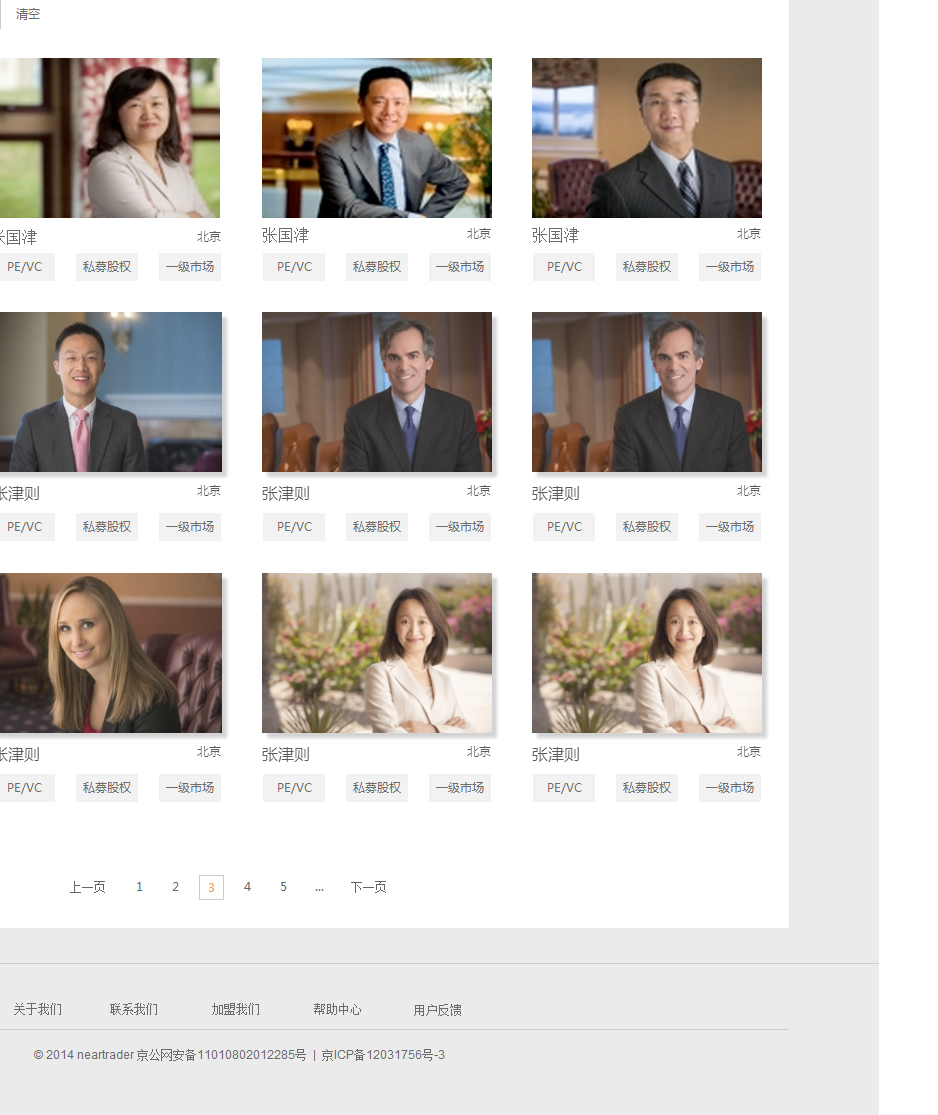 清空
张国津 北京 张国津 北京 张国津 北京
PE/VC 私募股权 一级市场 PE/VC 私募股权 一级市场 PE/VC 私募股权 一级市场
张津则 北京 张津则 北京 张津则 北京
PE/VC 私募股权 一级市场 PE/VC 私募股权 一级市场 PE/VC 私募股权 一级市场
张津则 北京 张津则 北京 张津则 北京
PE/VC 私募股权 一级市场 PE/VC 私募股权 一级市场 PE/VC 私募股权 一级市场
上一页 1 2 3 4 5 ... 下一页
关于我们 联系我们 加盟我们 帮助中心 用户反馈
© 2014 neartrader 京公网安备11010802012285号 | 京ICP备12031756号-3